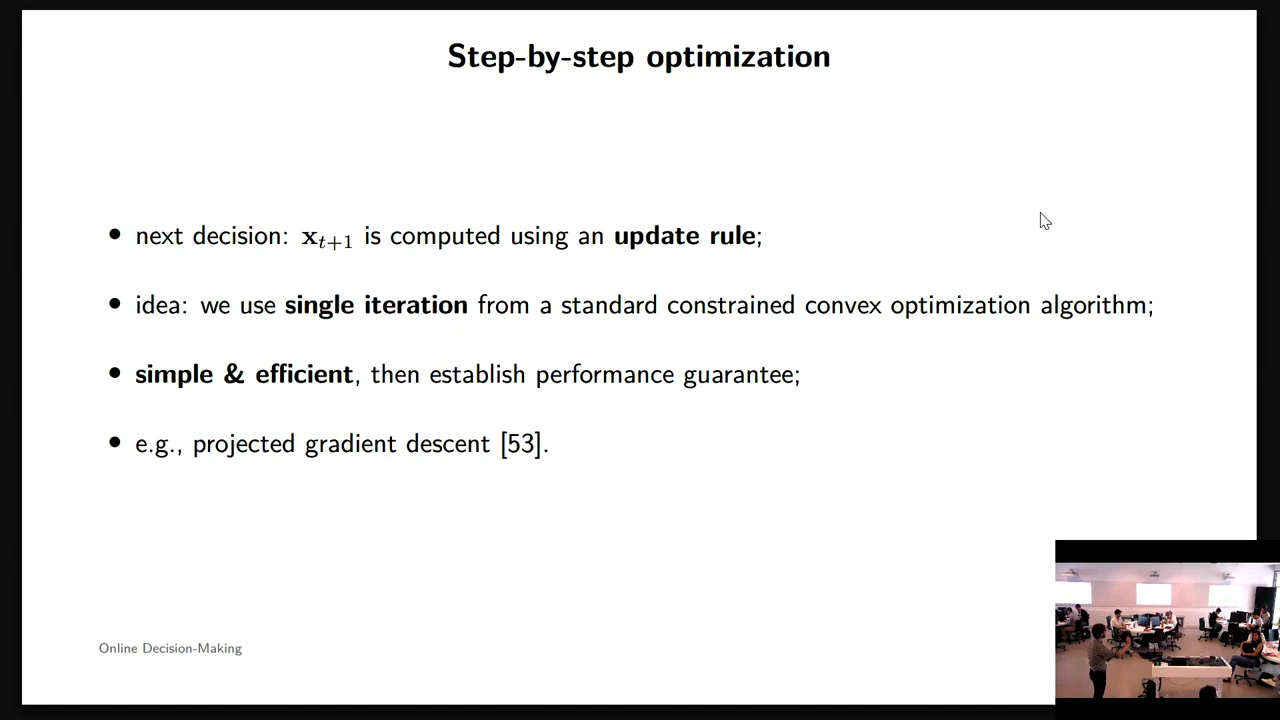 Step-by-step optimization
• next decision: x_{t+1} is computed using an update rule;
• idea: we use single iteration from a standard constrained convex optimization algorithm;
• simple & efficient, then establish performance guarantee;
• e.g., projected gradient descent [53].
Online Decision-Making